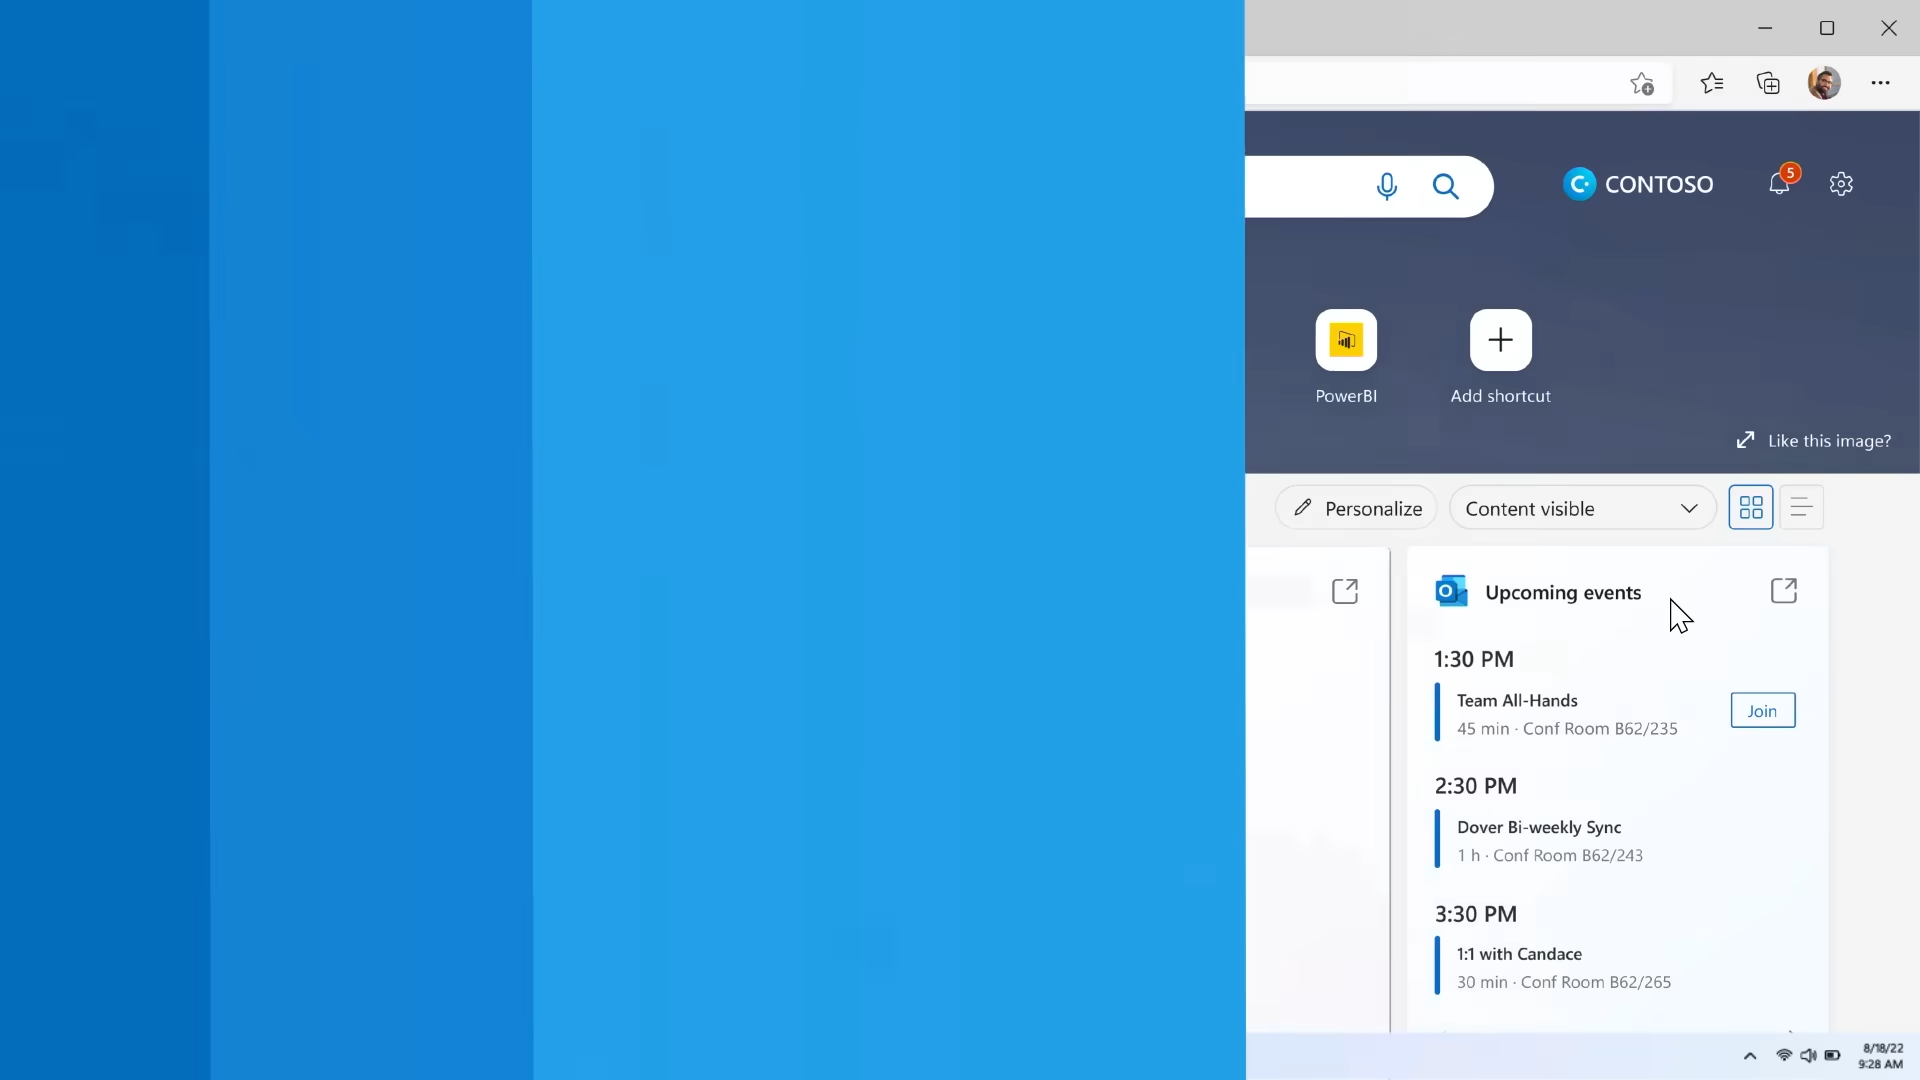 5
CONTOSO
PowerBI
Add shortcut
Like this image?
Personalize
Content visible
Upcoming events
1:30 PM
Team All-Hands
45 min · Conf Room B62/235
Join
2:30 PM
Dover Bi-weekly Sync
1 h · Conf Room B62/243
3:30 PM
1:1 with Candace
30 min · Conf Room B62/265
8/18/22
9:28 AM